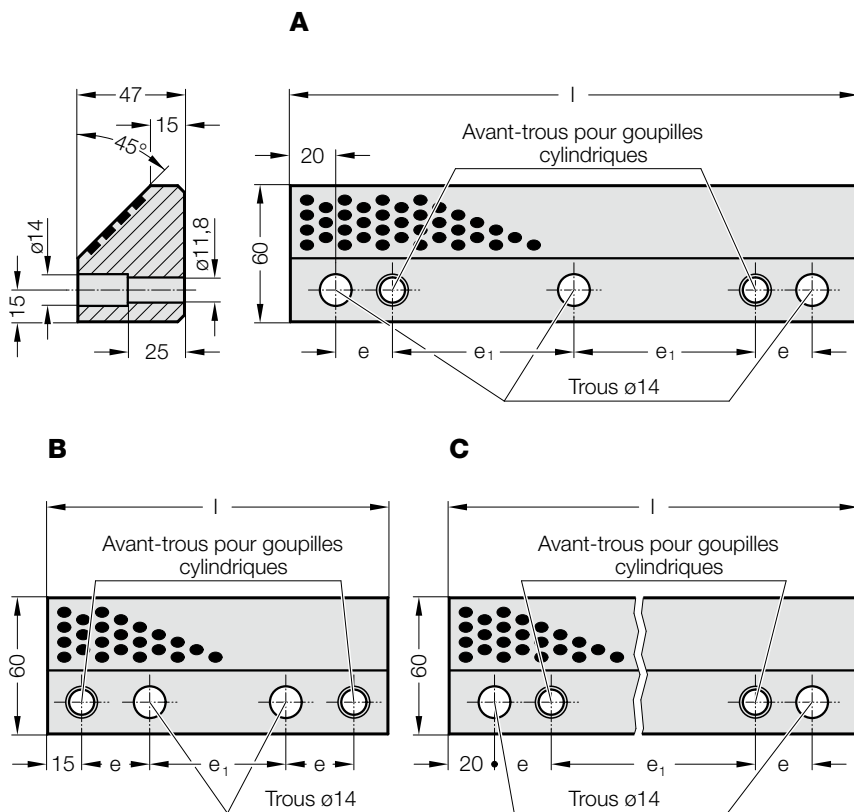 A
47
15
45°
ø14
ø11,8
15
25
l
Avant-trous pour goupilles
cylindriques
20
60
e
e₁
e₁
e
Trous ø14
B
l
Avant-trous pour goupilles
cylindriques
60
15
e
e₁
e
Trous ø14
C
l
Avant-trous pour goupilles
cylindriques
60
20
e
e₁
e
Trous ø14